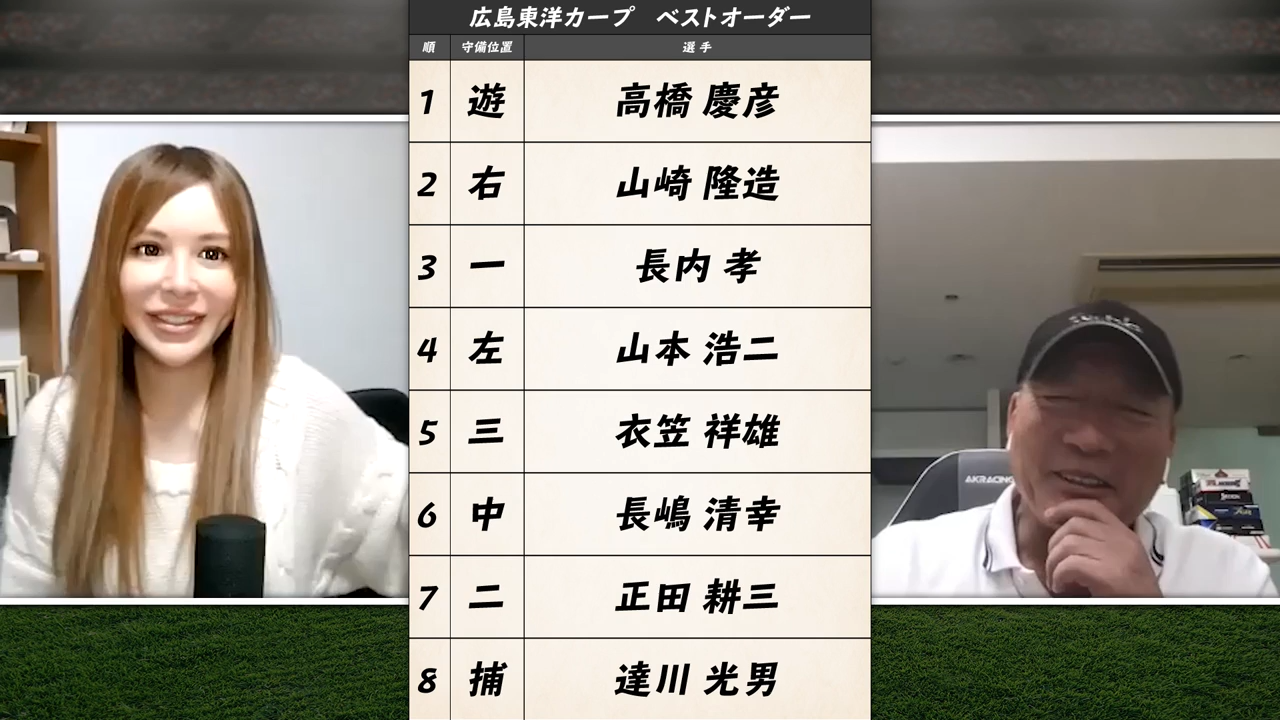 広島東洋カープ ベストオーダー
順 守備位置 選手
1 遊 高橋 慶彦
2 右 山崎 隆造
3 一 長内 孝
4 左 山本 浩二
5 三 衣笠 祥雄
6 中 長嶋 清幸
7 二 正田 耕三
8 捕 達川 光男
AKRACING
SRIXON